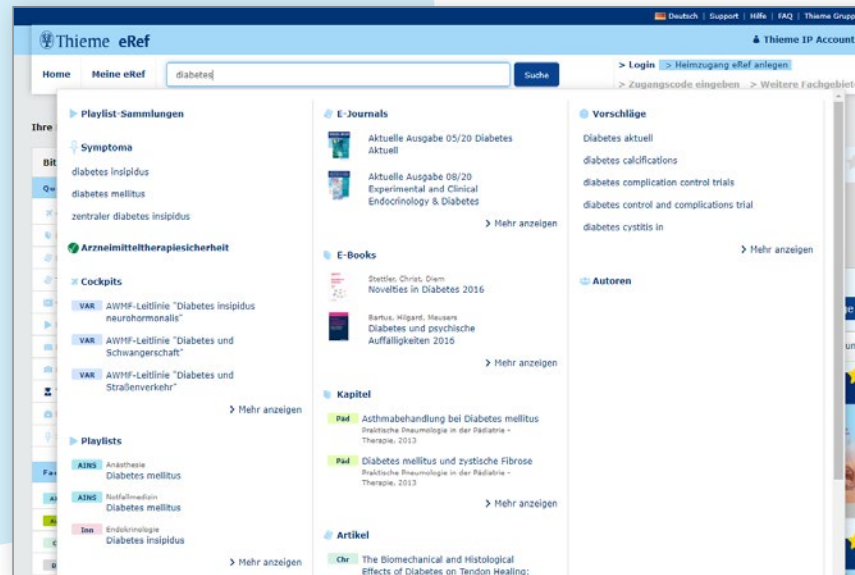 Deutsch | Support | Hilfe | FAQ | Thieme Grupp
Thieme eRef
Thieme IP Account
Home Meine eRef diabetes Suche
> Login > Heimzugang eRef anlegen
> Zugangscode eingeben > Weitere Fachgebiet
Ihre
Bit
Qu
Fac
Playlist-Sammlungen
Symptoma
diabetes insipidus
diabetes mellitus
zentraler diabetes insipidus
Arzneimitteltherapiesicherheit
Cockpits
VAR AWMF-Leitlinie "Diabetes insipidus
neurohormonalis"
VAR AWMF-Leitlinie "Diabetes und
Schwangerschaft"
VAR AWMF-Leitlinie "Diabetes und
Straßenverkehr"
> Mehr anzeigen
Playlists
AINS Anästhesie
Diabetes mellitus
AINS Notfallmedizin
Diabetes mellitus
Inn Endokrinologie
Diabetes insipidus
> Mehr anzeigen
E-Journals
Aktuelle Ausgabe 05/20 Diabetes
Aktuell
Aktuelle Ausgabe 08/20
Experimental and Clinical
Endocrinology & Diabetes
> Mehr anzeigen
E-Books
Stettler, Christ, Diem
Novelties in Diabetes 2016
Bartus, Hilgard, Meusers
Diabetes und psychische
Auffälligkeiten 2016
> Mehr anzeigen
Kapitel
Päd Asthmabehandlung bei Diabetes mellitus
Praktische Pneumologie in der Pädiatrie -
Therapie, 2013
Päd Diabetes mellitus und zystische Fibrose
Praktische Pneumologie in der Pädiatrie -
Therapie, 2013
> Mehr anzeigen
Artikel
Chr The Biomechanical and Histological
Effects of Diabetes on Tendon Healing:
Vorschläge
Diabetes aktuell
diabetes calcifications
diabetes complication control trials
diabetes control and complications trial
diabetes cystitis in
> Mehr anzeigen
Autoren